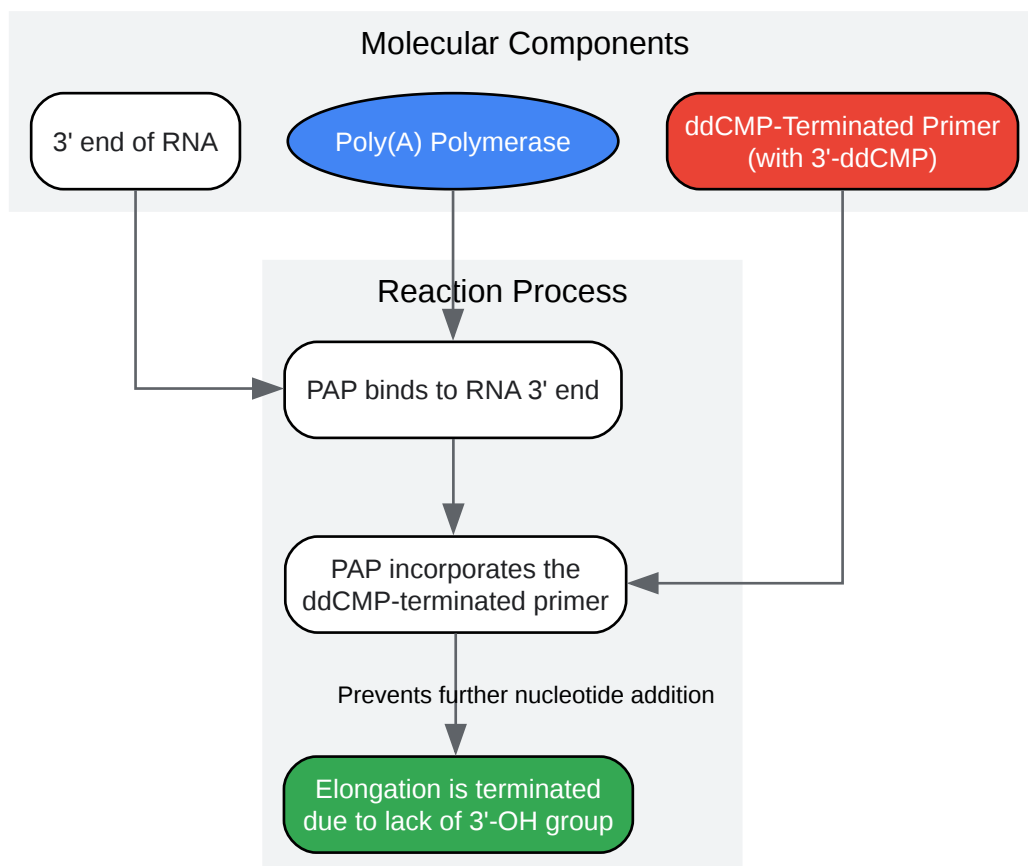 Molecular Components
3' end of RNA
Poly(A) Polymerase
ddCMP-Terminated Primer
(with 3'-ddCMP)
Reaction Process
PAP binds to RNA 3' end
PAP incorporates the
ddCMP-terminated primer
Prevents further nucleotide addition
Elongation is terminated
due to lack of 3'-OH group